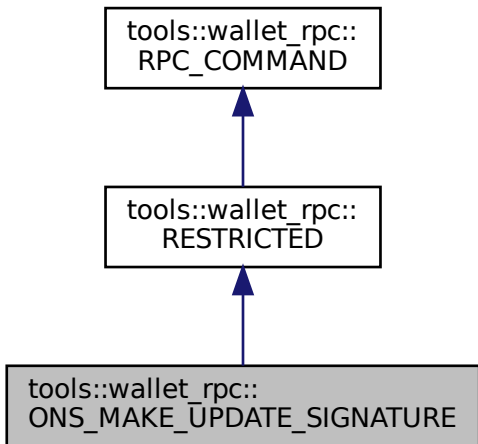 tools::wallet_rpc::
RPC_COMMAND
tools::wallet_rpc::
RESTRICTED
tools::wallet_rpc::
ONS_MAKE_UPDATE_SIGNATURE